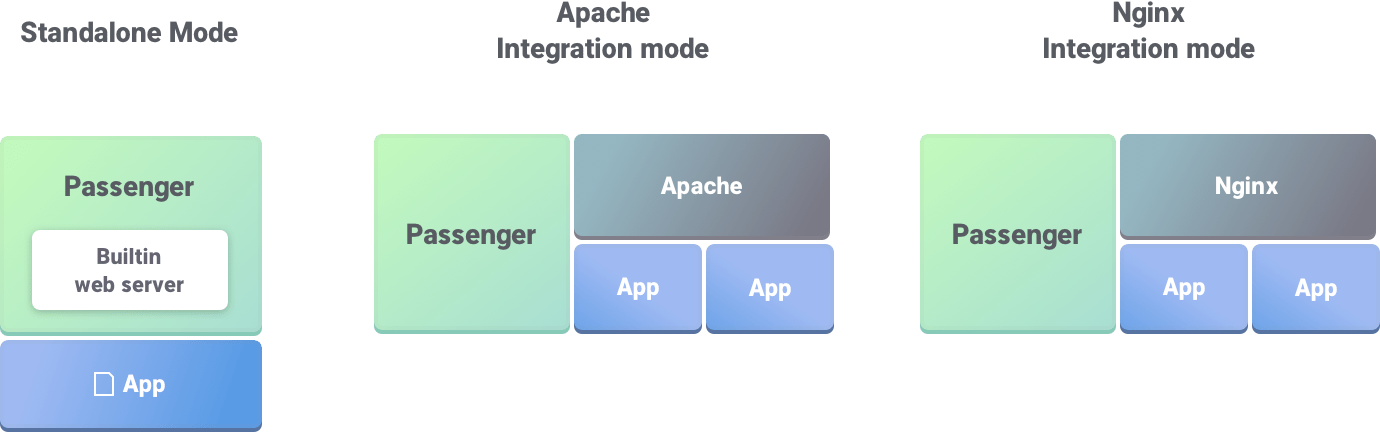 Standalone Mode
Passenger
Builtin
web server
App
Apache
Integration mode
Passenger
Apache
App
App
Nginx
Integration mode
Passenger
Nginx
App
App